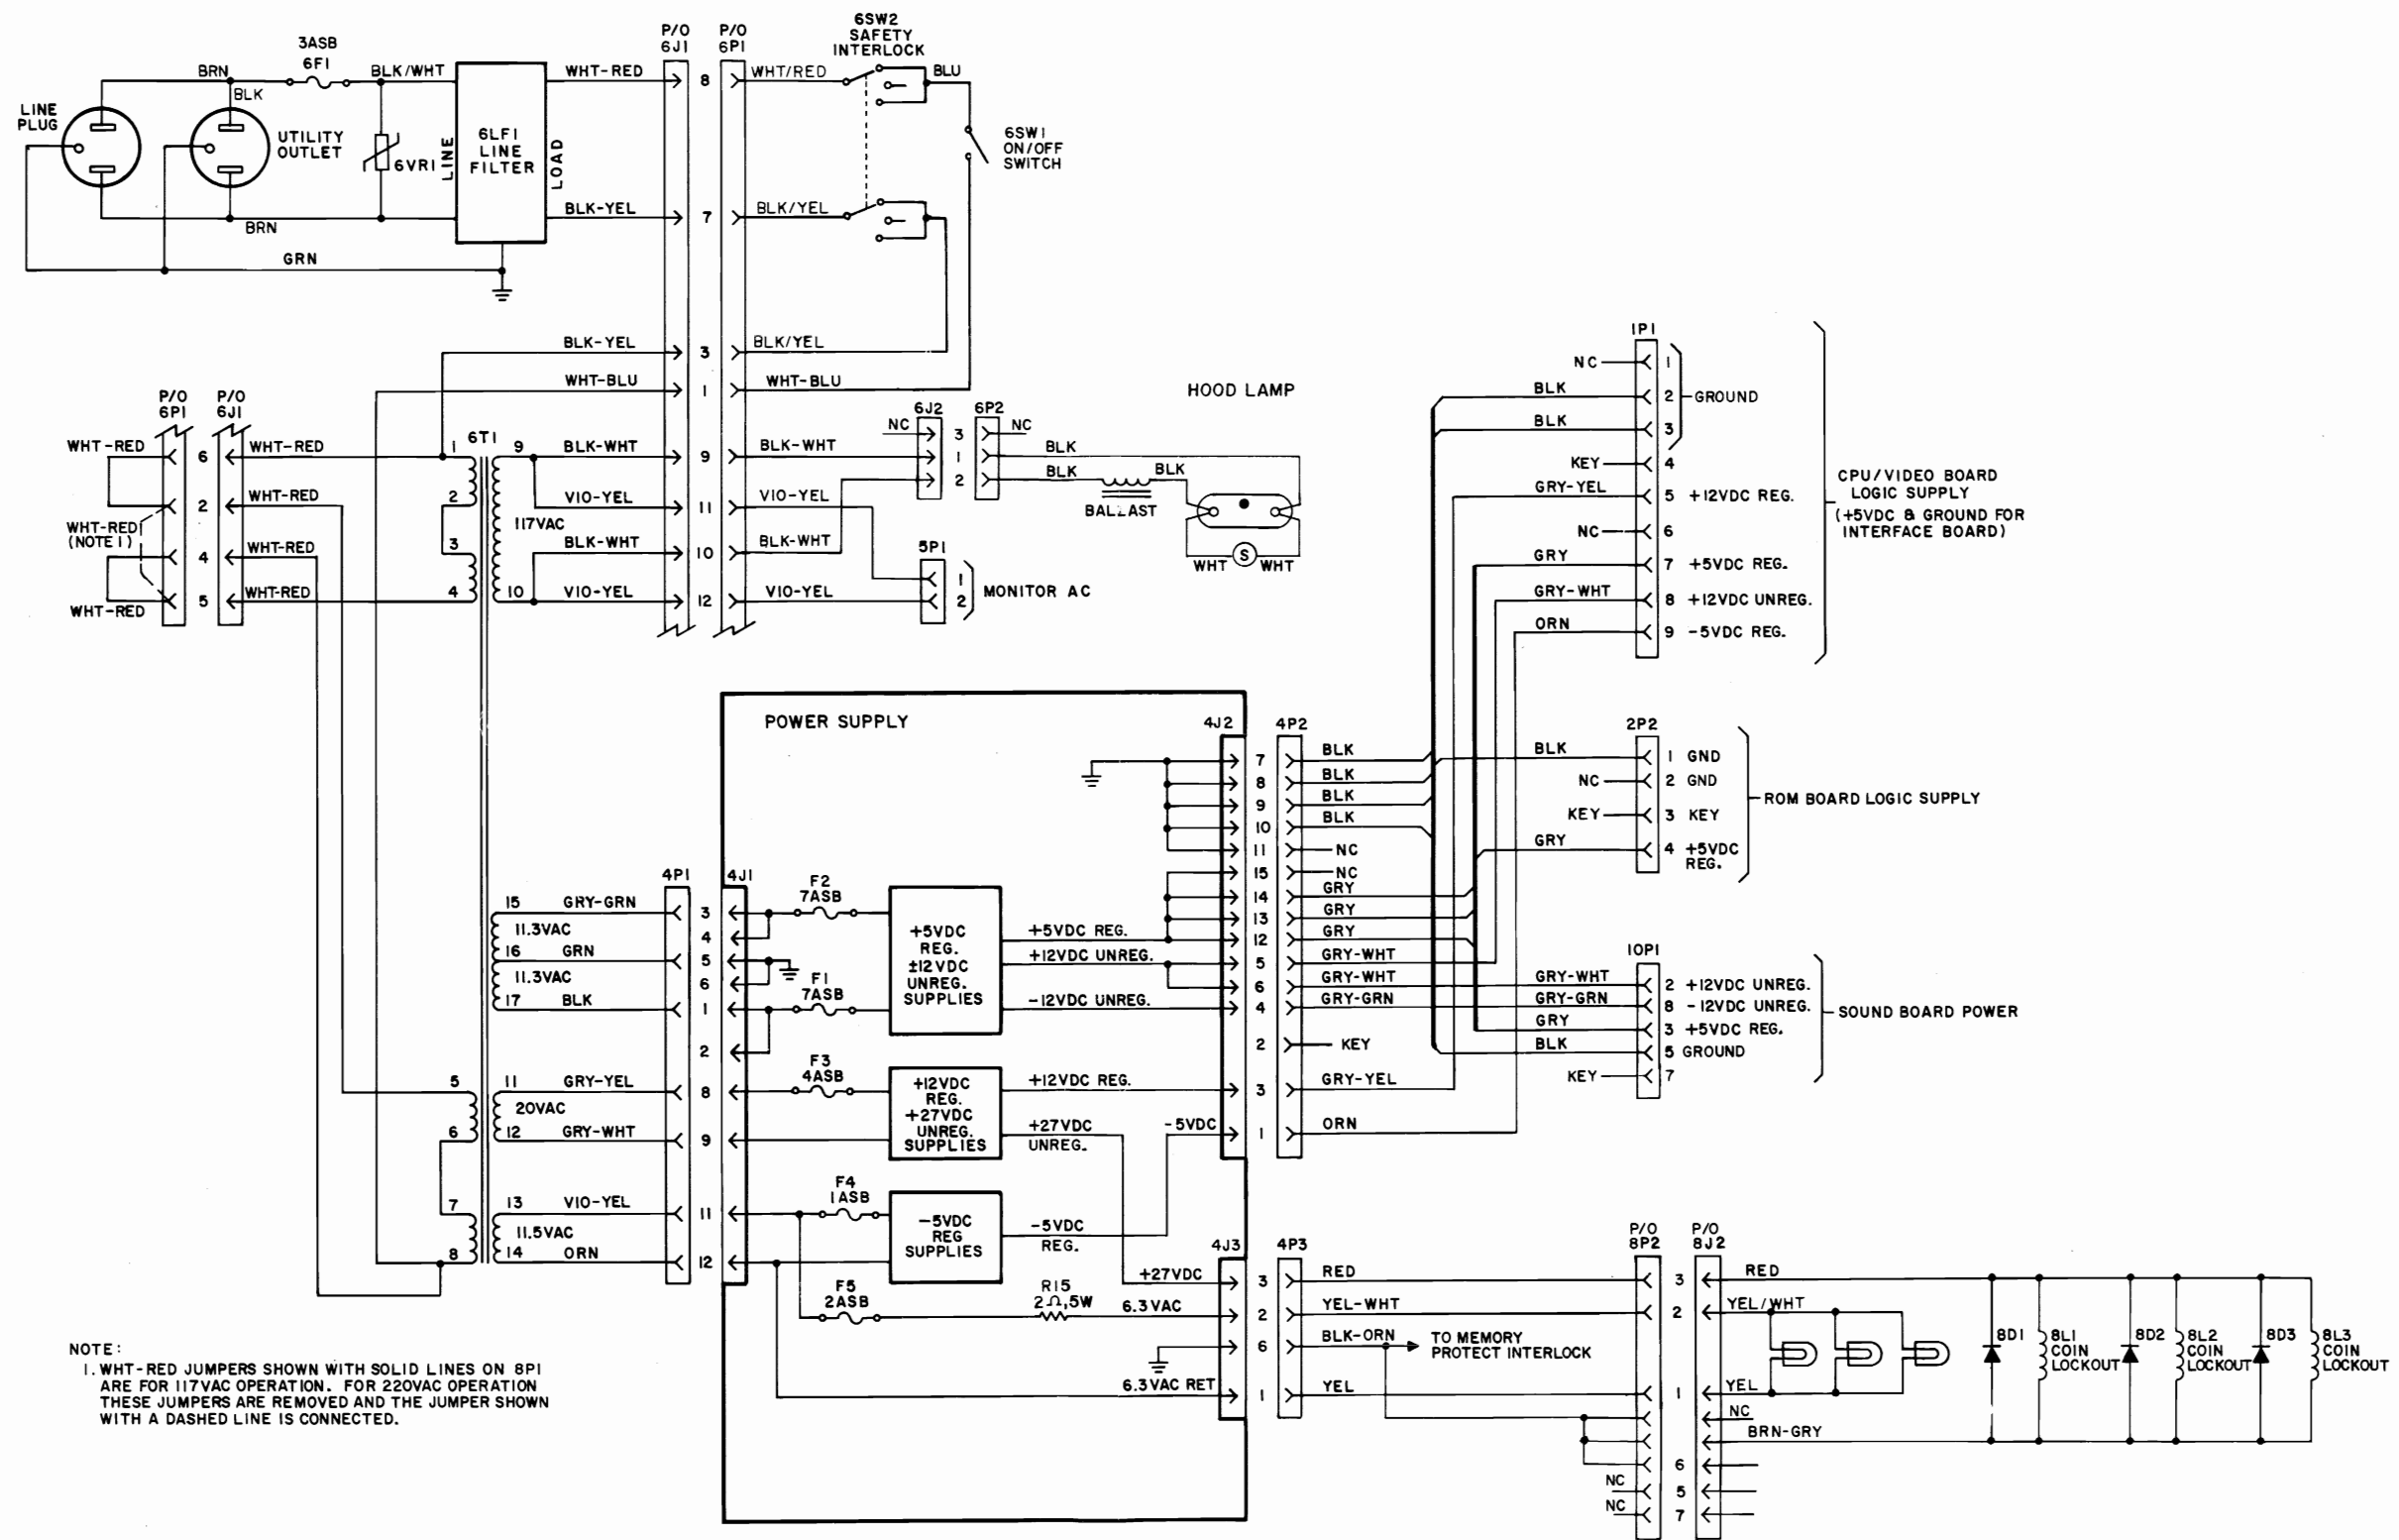 3ASB
6F1
BRN
BLK/WHT
BLK
LINE
PLUG
UTILITY
OUTLET
6VR1
LINE
6LF1
LINE
FILTER
LOAD
BRN
GRN
WHT-RED
BLK-YEL
P/O
6J1
P/O
6P1
8
7
3
1
9
11
10
12
WHT/RED
BLK/YEL
6SW2
SAFETY
INTERLOCK
BLU
6SW1
ON/OFF
SWITCH
BLK-YEL
WHT-BLU
BLK/YEL
WHT-BLU
P/O
6P1
P/O
6J1
WHT-RED
6
WHT-RED
2
WHT-RED
WHT-RED
(NOTE 1)
4
WHT-RED
5
WHT-RED
WHT-RED
6T1
1
2
3
4
9
117VAC
10
BLK-WHT
VIO-YEL
BLK-WHT
VIO-YEL
BLK-WHT
VIO-YEL
BLK-WHT
VIO-YEL
6J2
6P2
NC
3
NC
1
2
BLK
BLK
BLK
BALLAST
HOOD LAMP
WHT
S
WHT
5P1
1
2
MONITOR AC
1P1
NC
1
BLK
2
GROUND
BLK
3
KEY
4
GRY-YEL
5 +12VDC REG.
NC
6
GRY
7 +5VDC REG.
GRY-WHT
8 +12VDC UNREG.
ORN
9 -5VDC REG.
CPU/VIDEO BOARD
LOGIC SUPPLY
(+5VDC & GROUND FOR
INTERFACE BOARD)
POWER SUPPLY
4J2
4P2
7
BLK
8
BLK
9
BLK
10
BLK
11
NC
15
NC
14
GRY
13
GRY
12
GRY
5
GRY-WHT
6
GRY-WHT
4
GRY-GRN
2
KEY
3
GRY-YEL
1
ORN
2P2
BLK
1 GND
NC
2 GND
KEY
3 KEY
GRY
4 +5VDC
REG.
ROM BOARD LOGIC SUPPLY
10P1
GRY-WHT
2 +12VDC UNREG.
GRY-GRN
8 -12VDC UNREG.
GRY
3 +5VDC REG.
BLK
5 GROUND
KEY
7
SOUND BOARD POWER
4P1
4J1
15
GRY-GRN
3
11.3VAC
4
16
GRN
5
11.3VAC
6
17
BLK
1
2
5
11
GRY-YEL
8
20VAC
6
12
GRY-WHT
9
7
13
VIO-YEL
11
11.5VAC
8
14
ORN
12
F2
7ASB
F1
7ASB
+5VDC
REG.
±12VDC
UNREG.
SUPPLIES
+5VDC REG.
+12VDC UNREG.
-12VDC UNREG.
F3
4ASB
+12VDC
REG.
+27VDC
UNREG.
SUPPLIES
+12VDC REG.
+27VDC
UNREG.
-5VDC
F4
1ASB
-5VDC
REG
SUPPLIES
-5VDC
REG.
F5
2ASB
R15
2Ω,5W
4J3
4P3
+27VDC
3
RED
6.3VAC
2
YEL-WHT
6
BLK-ORN
TO MEMORY
PROTECT INTERLOCK
6.3VAC RET
1
YEL
P/O
8P2
P/O
8J2
3
RED
2
YEL/WHT
1
YEL
NC
BRN-GRY
6
NC
5
NC
7
8D1
8L1
COIN
LOCKOUT
8D2
8L2
COIN
LOCKOUT
8D3
8L3
COIN
LOCKOUT
NOTE:
1. WHT-RED JUMPERS SHOWN WITH SOLID LINES ON 8P1
ARE FOR 117VAC OPERATION. FOR 220VAC OPERATION
THESE JUMPERS ARE REMOVED AND THE JUMPER SHOWN
WITH A DASHED LINE IS CONNECTED.